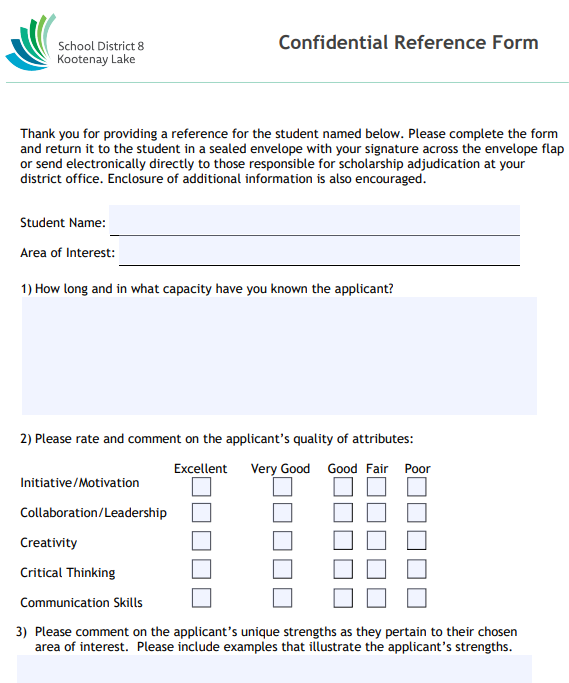 School District 8
Kootenay Lake
Confidential Reference Form
Thank you for providing a reference for the student named below. Please complete the form
and return it to the student in a sealed envelope with your signature across the envelope flap
or send electronically directly to those responsible for scholarship adjudication at your
district office. Enclosure of additional information is also encouraged.
Student Name:
Area of Interest:
1) How long and in what capacity have you known the applicant?
2) Please rate and comment on the applicant's quality of attributes:
Excellent Very Good Good Fair Poor
Initiative/Motivation
Collaboration/Leadership
Creativity
Critical Thinking
Communication Skills
3) Please comment on the applicant's unique strengths as they pertain to their chosen
area of interest. Please include examples that illustrate the applicant's strengths.